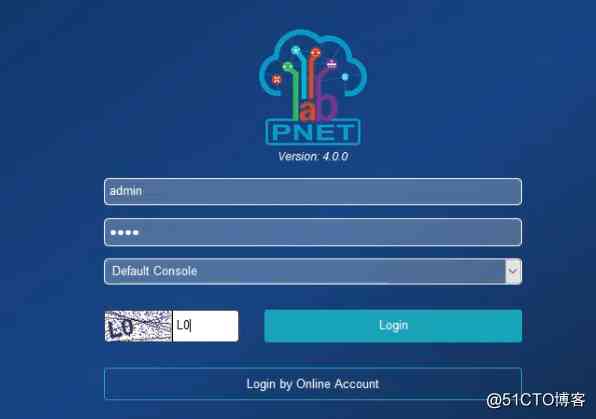 lab
PNET
Version: 4.0.0
admin
••••
Default Console
L0 L0 Login
Login by Online Account
@51CTO博客